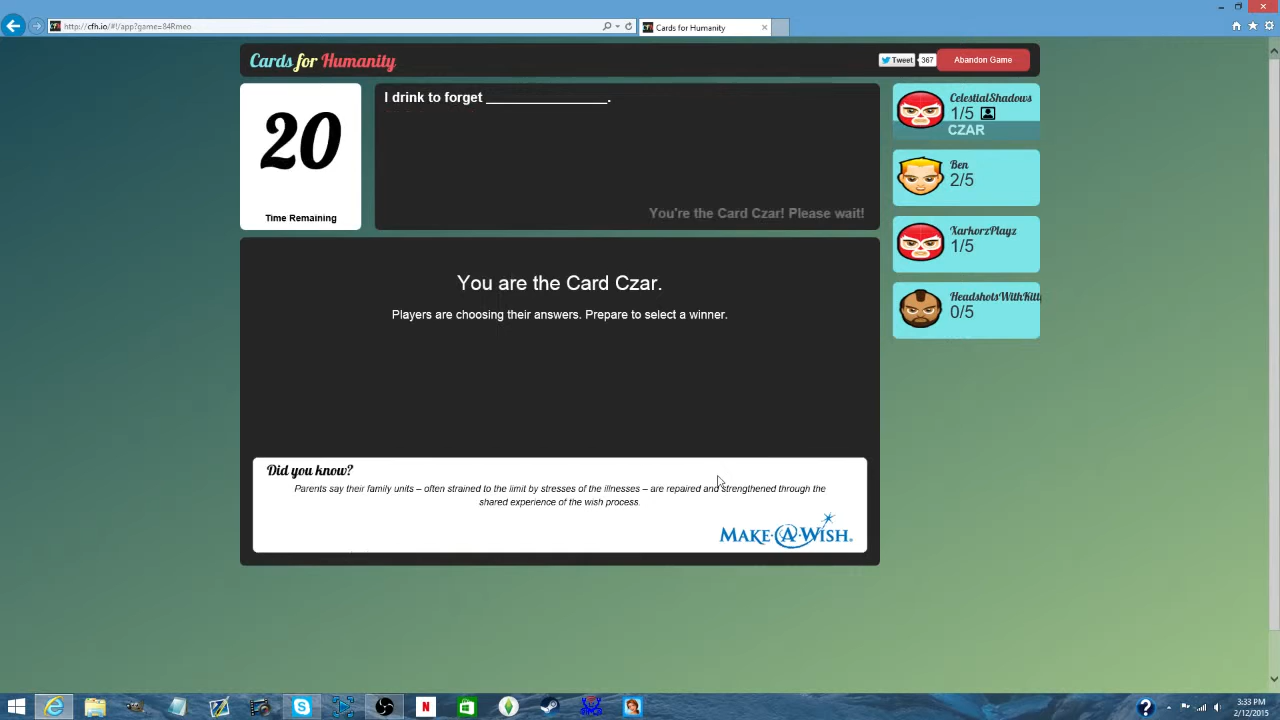 http://cfh.io/#!/app?game=84Rmeo
Cards for Humanity
Cards for Humanity
Tweet 367
Abandon Game
20
Time Remaining
I drink to forget ________________.
You're the Card Czar! Please wait!
CelestialShadows
1/5
CZAR
Ben
2/5
XarkorzPlayz
1/5
HeadshotsWithKitt
0/5
You are the Card Czar.
Players are choosing their answers. Prepare to select a winner.
Did you know?
Parents say their family units – often strained to the limit by stresses of the illnesses – are repaired and strengthened through the
shared experience of the wish process.
MAKE·A·WISH®
3:33 PM
2/12/2015